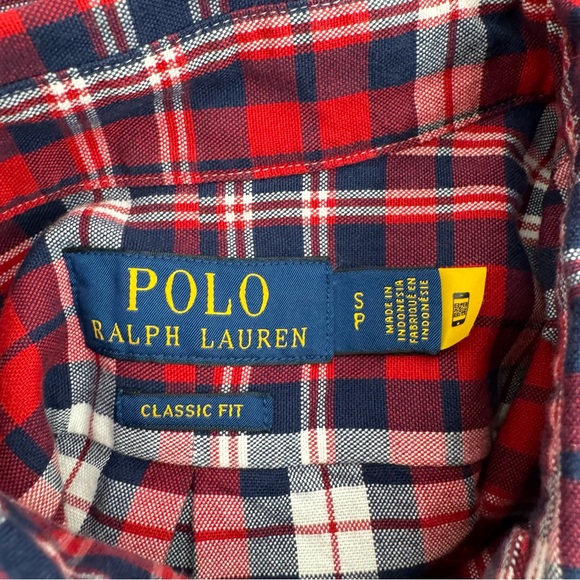 POLO
RALPH LAUREN
CLASSIC FIT
S
P
MADE IN
INDONESIA
FABRIQUÉ EN
INDONÉSIE